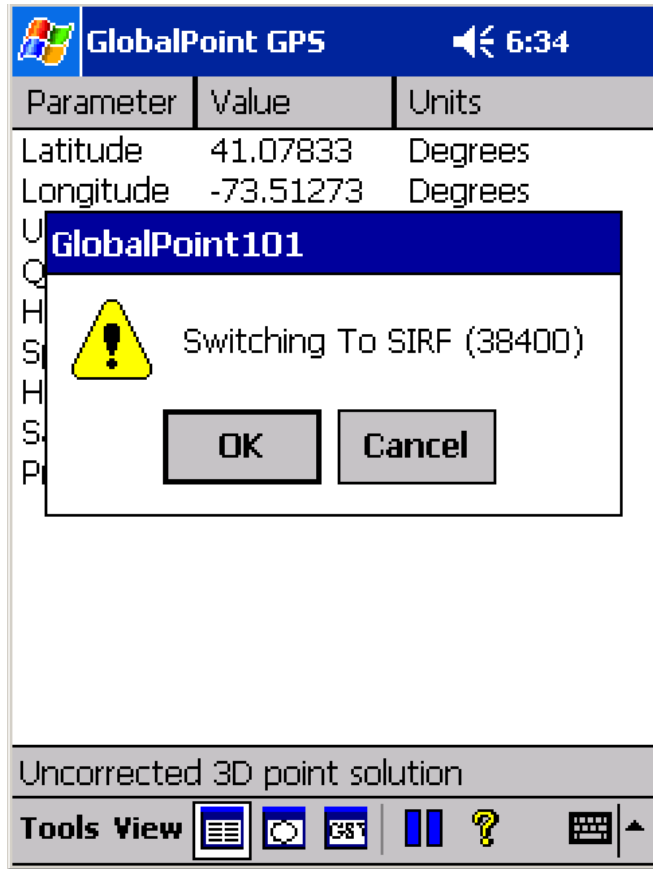 GlobalPoint GPS 6:34
Parameter Value Units
Latitude 41.07833 Degrees
Longitude -73.51273 Degrees
GlobalPoint101
Switching To SIRF (38400)
OK Cancel
Uncorrected 3D point solution
Tools View